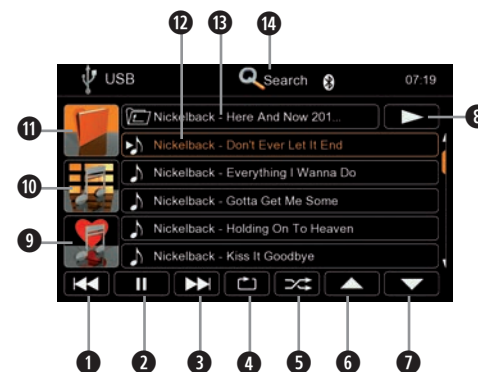 12 13 14
USB Search 07:19
11 Nickelback - Here And Now 201... 8
Nickelback - Don't Ever Let It End
10 Nickelback - Everything I Wanna Do
Nickelback - Gotta Get Me Some
9 Nickelback - Holding On To Heaven
Nickelback - Kiss It Goodbye
1 2 3 4 5 6 7